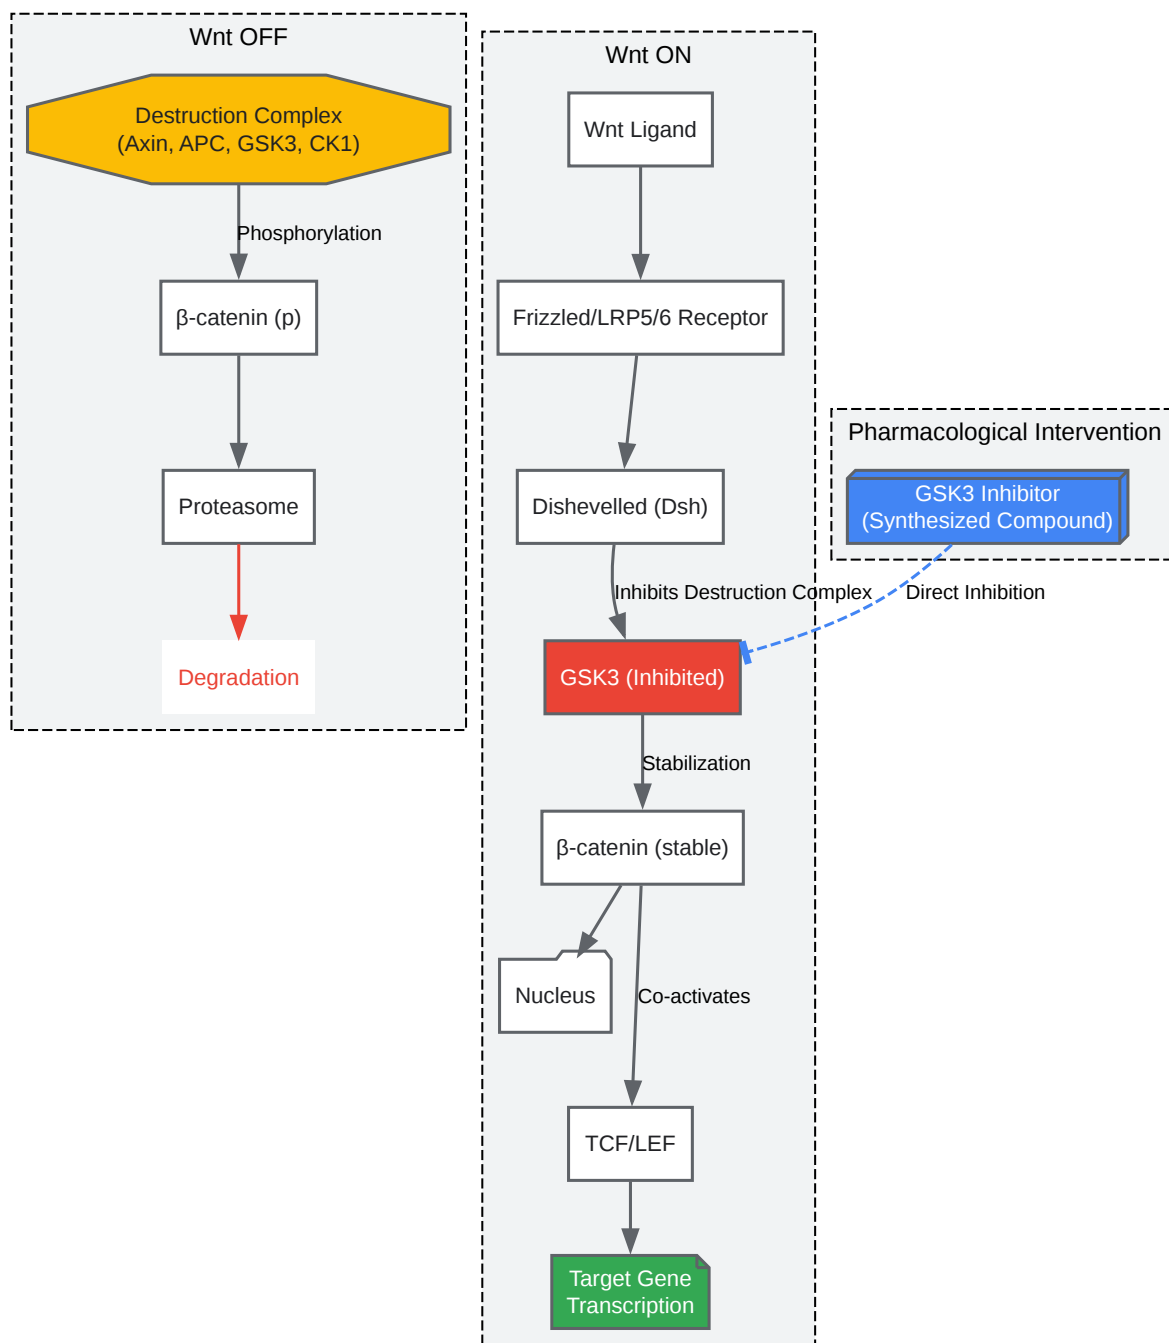 Wnt OFF
Destruction Complex
(Axin, APC, GSK3, CK1)
Phosphorylation
β-catenin (p)
Proteasome
Degradation
Wnt ON
Wnt Ligand
Frizzled/LRP5/6 Receptor
Dishevelled (Dsh)
Inhibits Destruction Complex
GSK3 (Inhibited)
Stabilization
β-catenin (stable)
Nucleus
Co-activates
TCF/LEF
Target Gene
Transcription
Pharmacological Intervention
GSK3 Inhibitor
(Synthesized Compound)
Direct Inhibition